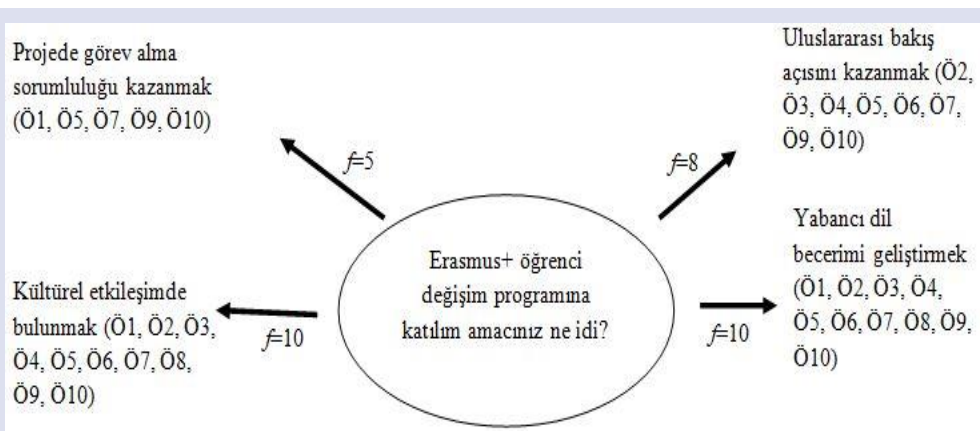 Projede görev alma
sorumluluğu kazanmak
(Ö1, Ö5, Ö7, Ö9, Ö10)
f=5
Uluslararası bakış
açısını kazanmak (Ö2,
Ö3, Ö4, Ö5, Ö6, Ö7,
Ö9, Ö10)
f=8
Erasmus+ öğrenci
değişim programına
katılım amacınız ne idi?
Kültürel etkileşimde
bulunmak (Ö1, Ö2, Ö3,
Ö4, Ö5, Ö6, Ö7, Ö8,
Ö9, Ö10)
f=10
Yabancı dil
becerimi geliştirmek
(Ö1, Ö2, Ö3, Ö4,
Ö5, Ö6, Ö7, Ö8, Ö9,
Ö10)
f=10